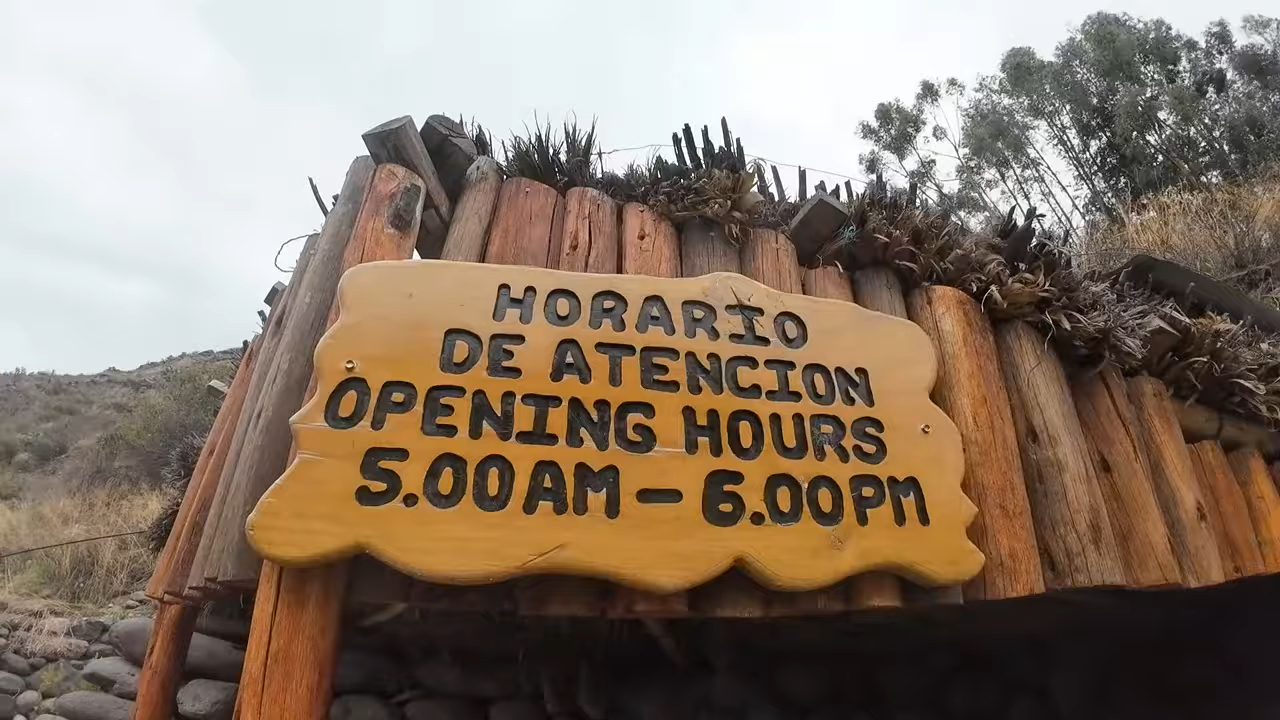 HORARIO
DE ATENCION
OPENING HOURS
5.00AM - 6.00PM